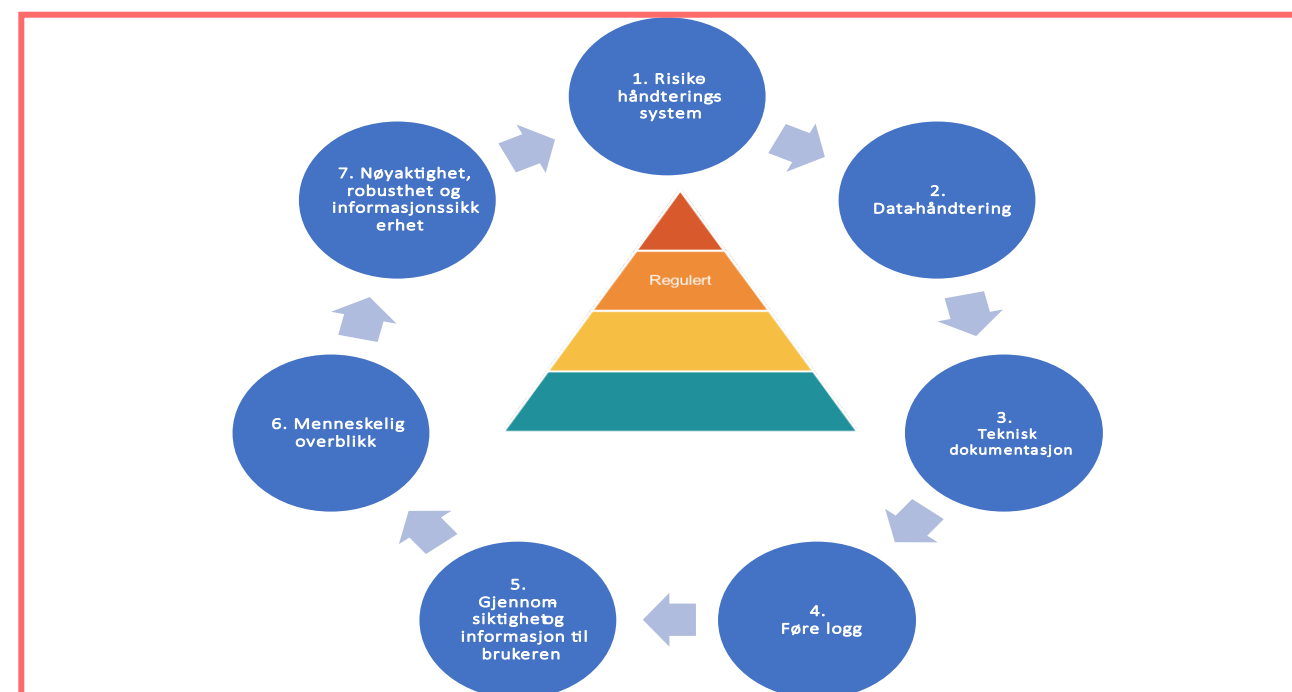 1. Risiko-
håndterings-
system
2.
Data-håndtering
3.
Teknisk
dokumentasjon
4.
Føre logg
5.
Gjennom-
siktighet og
informasjon til
brukeren
6. Menneskelig
overblikk
7. Nøyaktighet,
robusthet og
informasjonssikk
erhet
Regulert